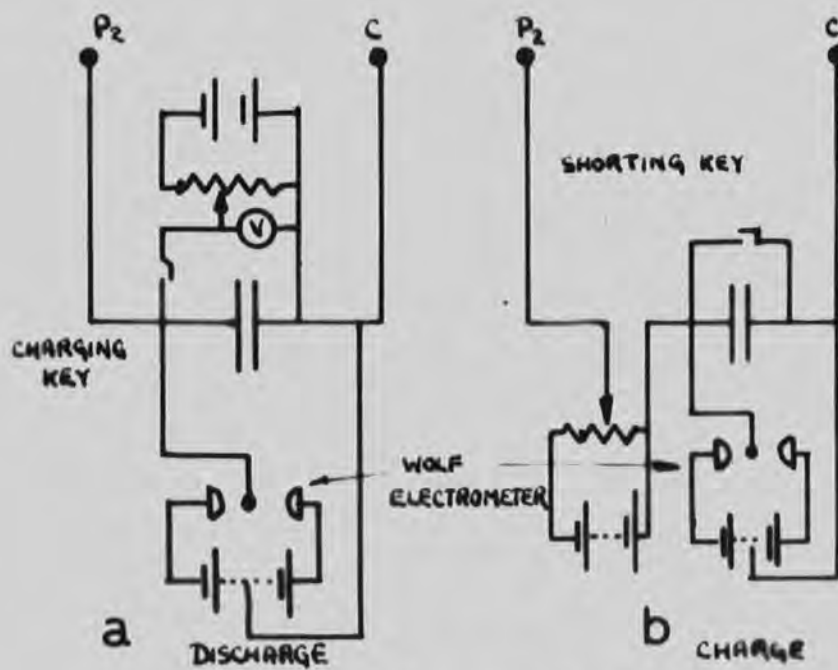 P2
C
P2
C
V
SHORTING KEY
CHARGING
KEY
WOLF
ELECTROMETER
a
DISCHARGE
b
CHARGE